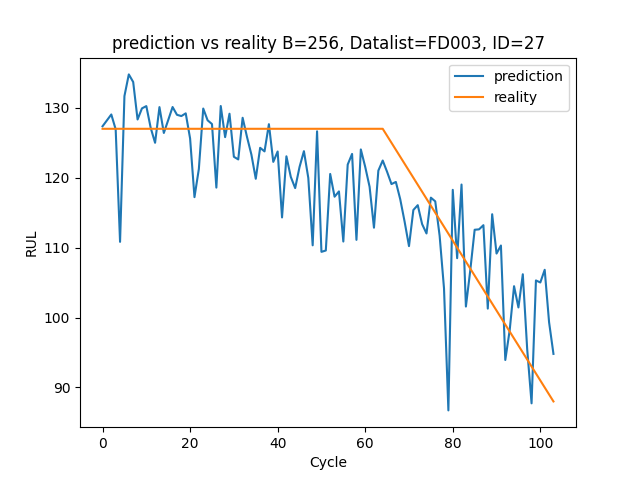 prediction vs reality B=256, Datalist=FD003, ID=27
prediction
reality
130
120
110
100
90
RUL
0 20 40 60 80 100
Cycle